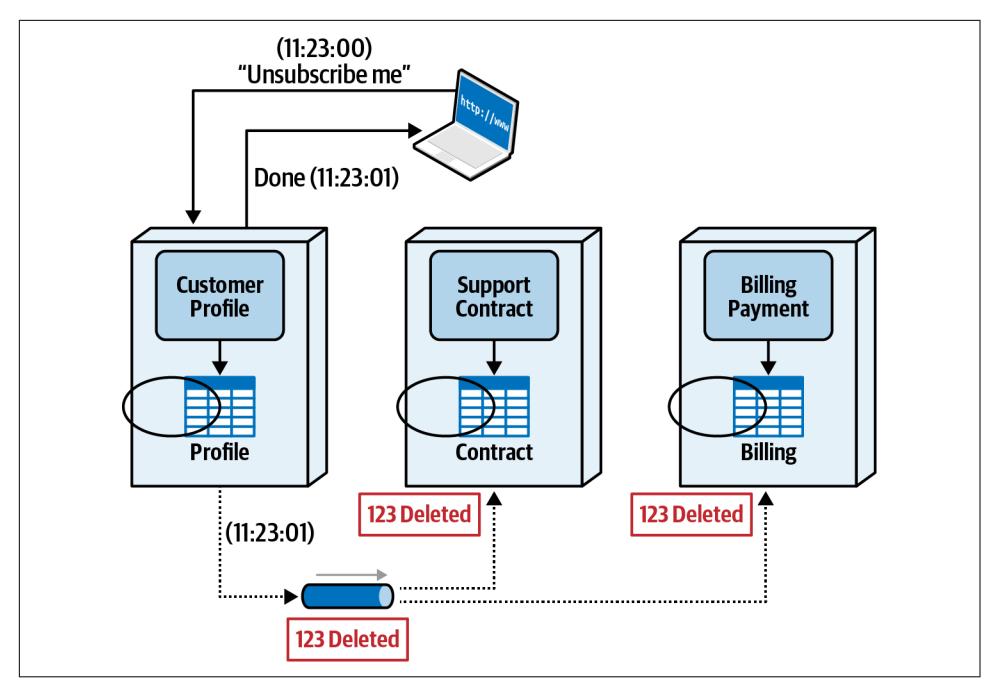 (11:23:00)
“Unsubscribe me”
http://www
Done (11:23:01)
Customer
Profile
Support
Contract
Billing
Payment
Profile
Contract
Billing
123 Deleted
123 Deleted
(11:23:01)
123 Deleted